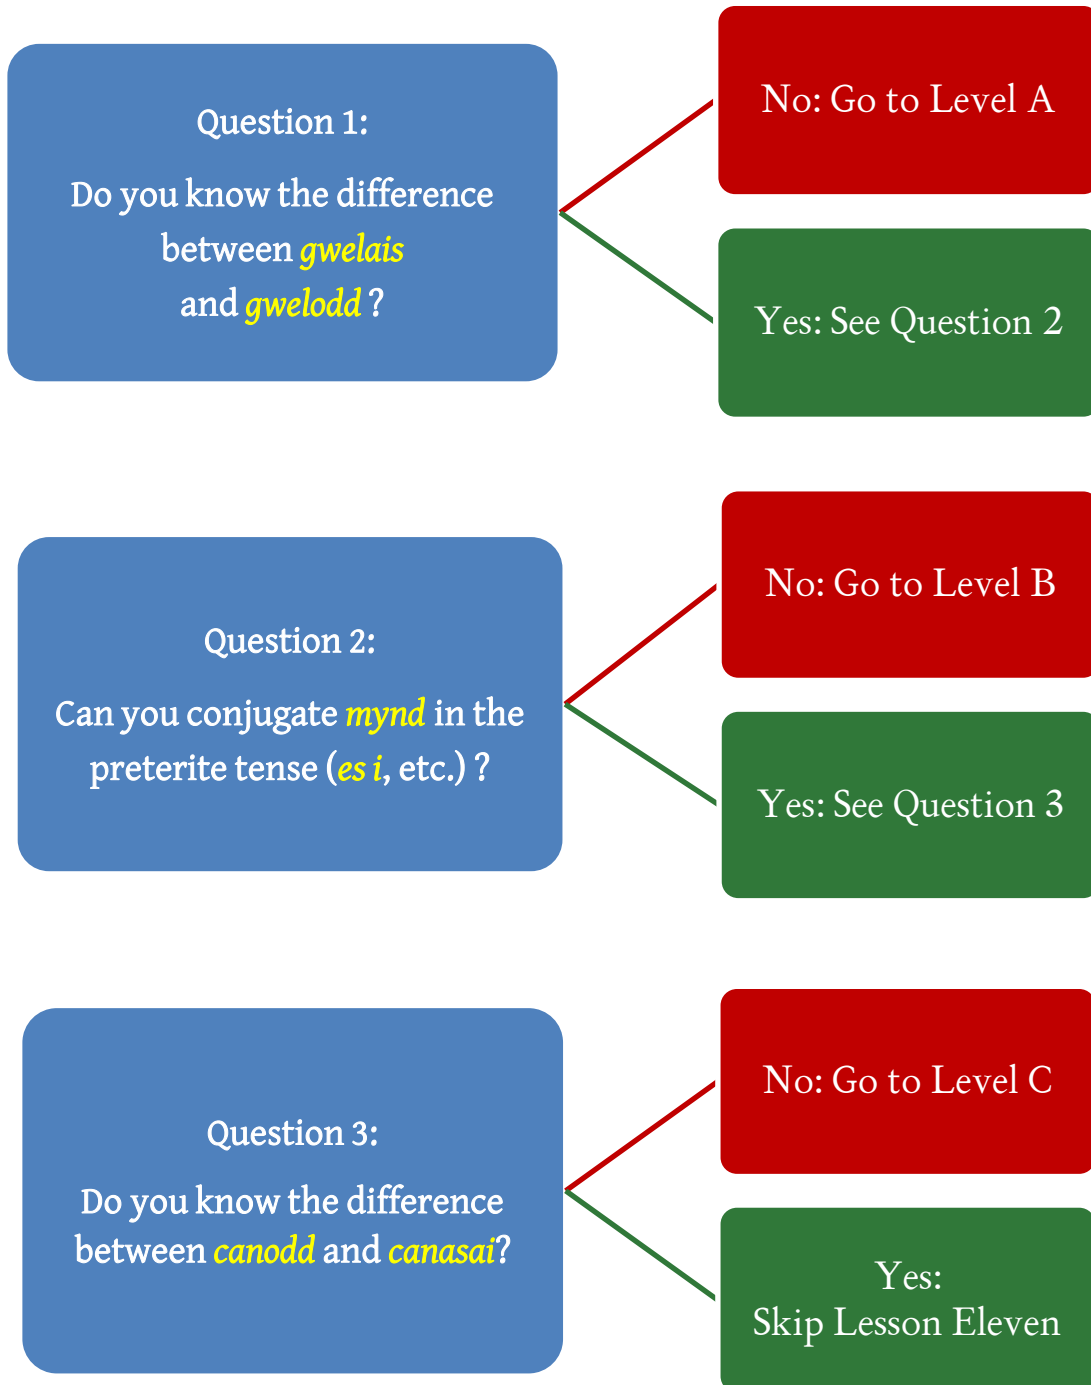 Question 1:
Do you know the difference
between gwelais
and gwelodd ?
No: Go to Level A
Yes: See Question 2
Question 2:
Can you conjugate mynd in the
preterite tense (es i, etc.) ?
No: Go to Level B
Yes: See Question 3
Question 3:
Do you know the difference
between canodd and canasai?
No: Go to Level C
Yes:
Skip Lesson Eleven